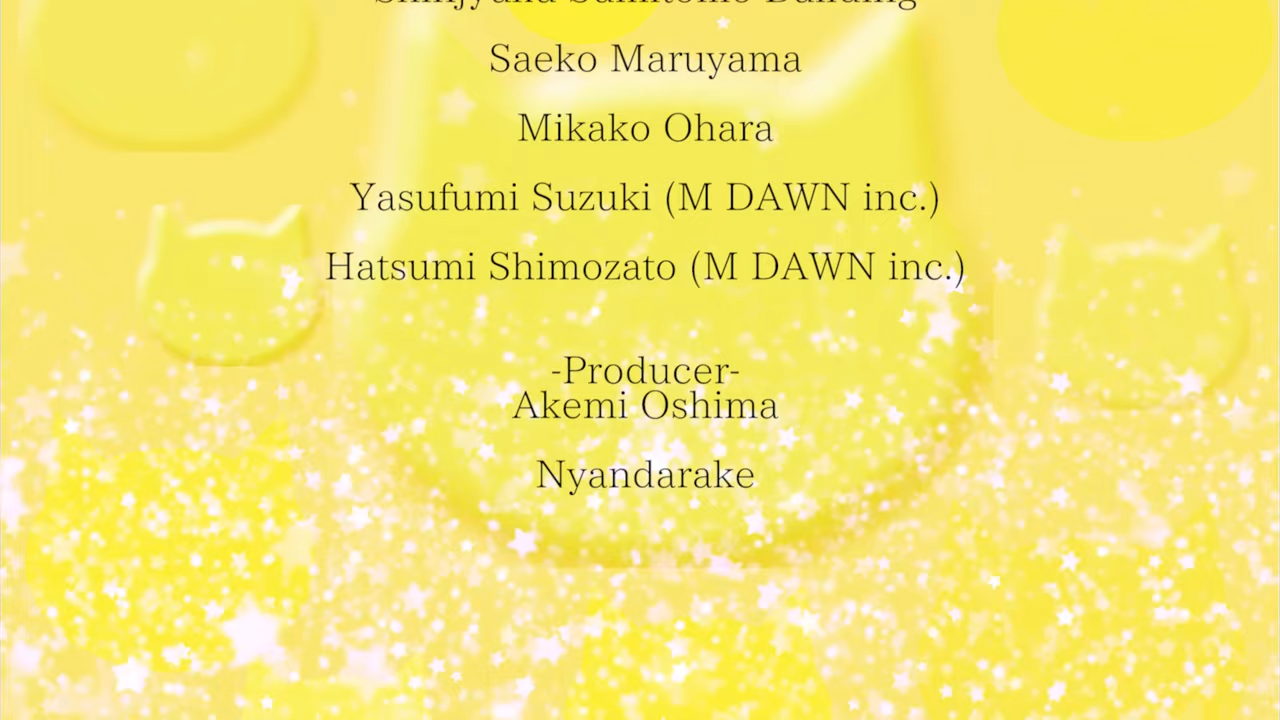 Saeko Maruyama
Mikako Ohara
Yasufumi Suzuki (M DAWN inc.)
Hatsumi Shimozato (M DAWN inc.)
-Producer-
Akemi Oshima
Nyandarake